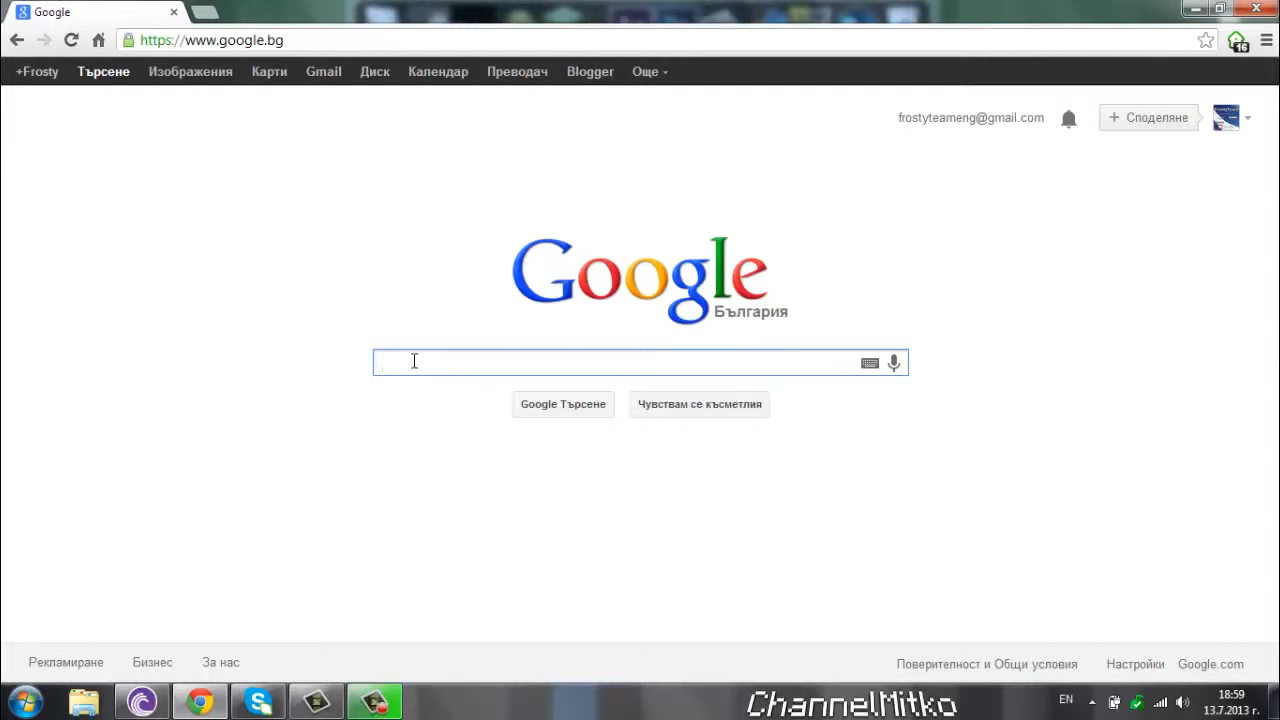 Google
https://www.google.bg
16
+Frosty Търсене Изображения Карти Gmail Диск Календар Преводач Blogger Още
frostyteameng@gmail.com + Споделяне
Google
България
Google Търсене Чувствам се късметлия
Рекламиране Бизнес За нас Поверителност и Общи условия Настройки Google.com
ChannelMitko EN 18:59
13.7.2013 г.